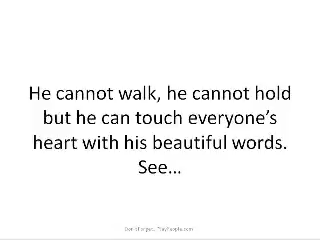 He cannot walk, he cannot hold
but he can touch everyone’s
heart with his beautiful words.
See…